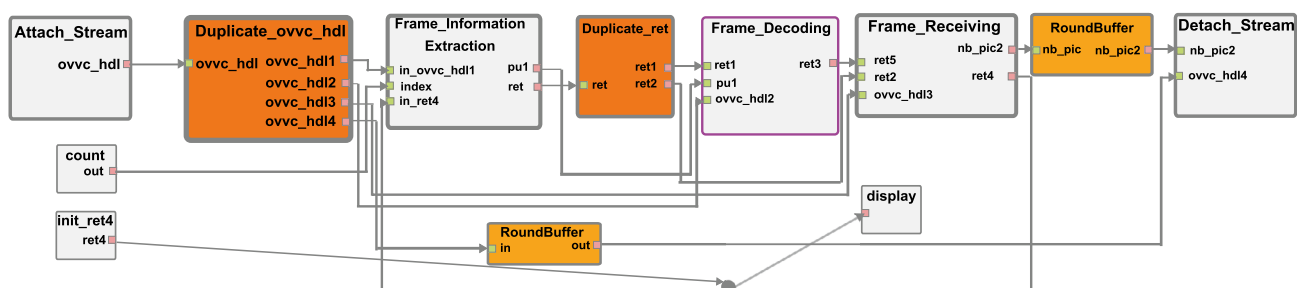 Attach_Stream
ovvc_hdl
Duplicate_ovvc_hdl
ovvc_hdl
ovvc_hdl1
ovvc_hdl2
ovvc_hdl3
ovvc_hdl4
Frame_Information
Extraction
in_ovvc_hdl1
index
in_ret4
pu1
ret
Duplicate_ret
ret
ret1
ret2
Frame_Decoding
ret1
pu1
ovvc_hdl2
ret3
Frame_Receiving
ret5
ret2
ovvc_hdl3
nb_pic2
ret4
RoundBuffer
nb_pic
nb_pic2
Detach_Stream
nb_pic2
ovvc_hdl4
count
out
init_ret4
ret4
RoundBuffer
in
out
display